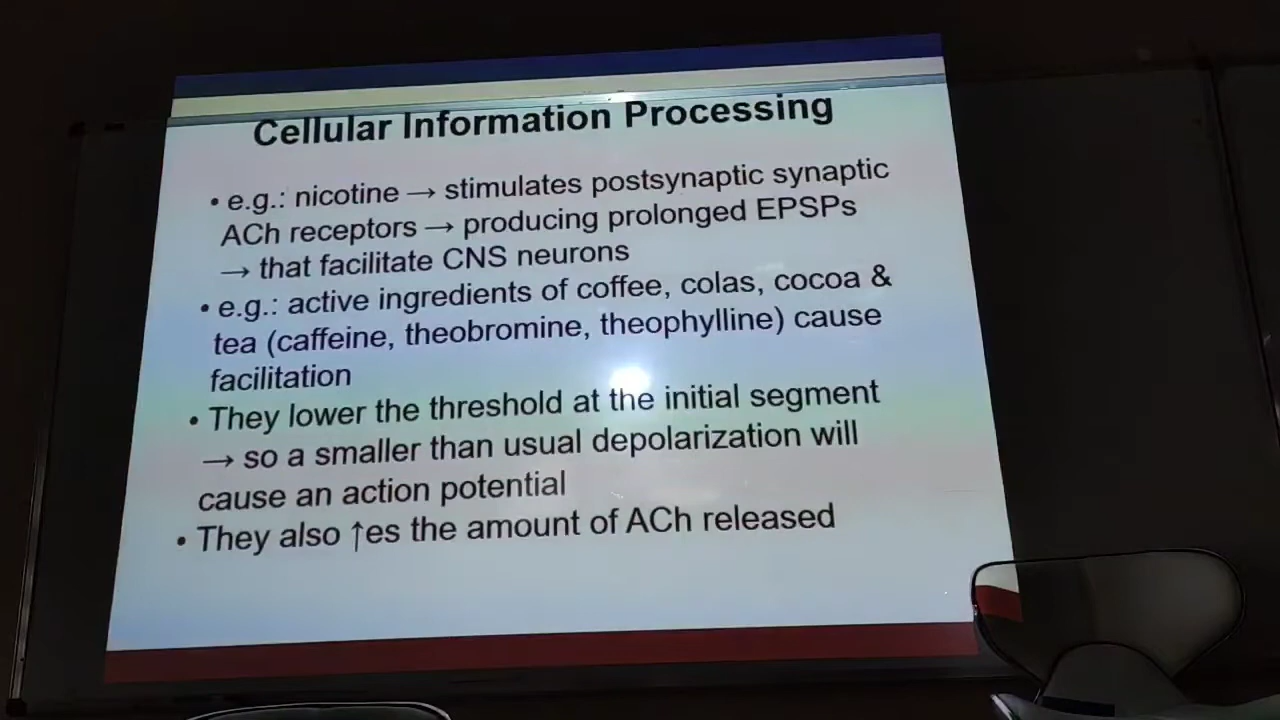 Cellular Information Processing
• e.g.: nicotine → stimulates postsynaptic synaptic
ACh receptors → producing prolonged EPSPs
→ that facilitate CNS neurons
• e.g.: active ingredients of coffee, colas, cocoa &
tea (caffeine, theobromine, theophylline) cause
facilitation
• They lower the threshold at the initial segment
→ so a smaller than usual depolarization will
cause an action potential
• They also ↑es the amount of ACh released